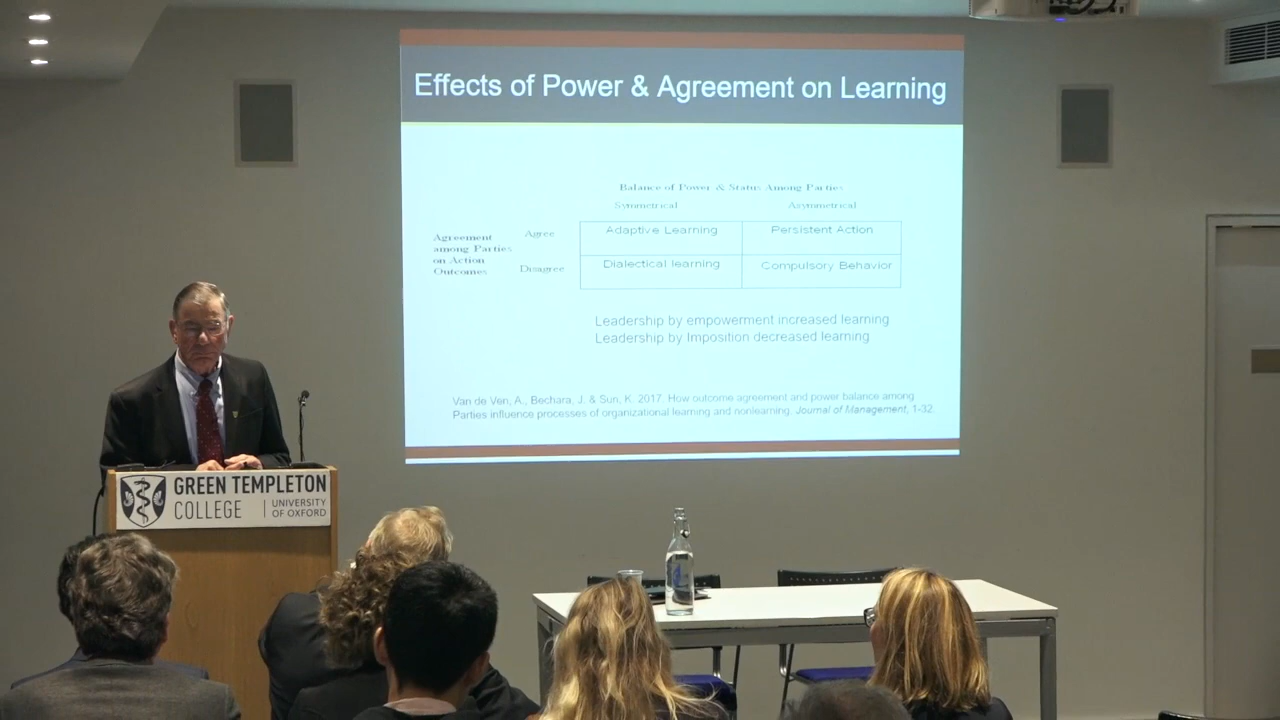 Effects of Power & Agreement on Learning
Balance of Power & Status Among Parties
Symmetrical Asymmetrical
Agreement
among Parties
on Action
Outcomes
Agree Adaptive Learning Persistent Action
Disagree Dialectical learning Compulsory Behavior
Leadership by empowerment increased learning
Leadership by Imposition decreased learning
Van de Ven, A., Bechara, J. & Sun, K. 2017. How outcome agreement and power balance among
Parties influence processes of organizational learning and nonlearning. Journal of Management, 1-32.
GREEN TEMPLETON
COLLEGE | UNIVERSITY
OF OXFORD